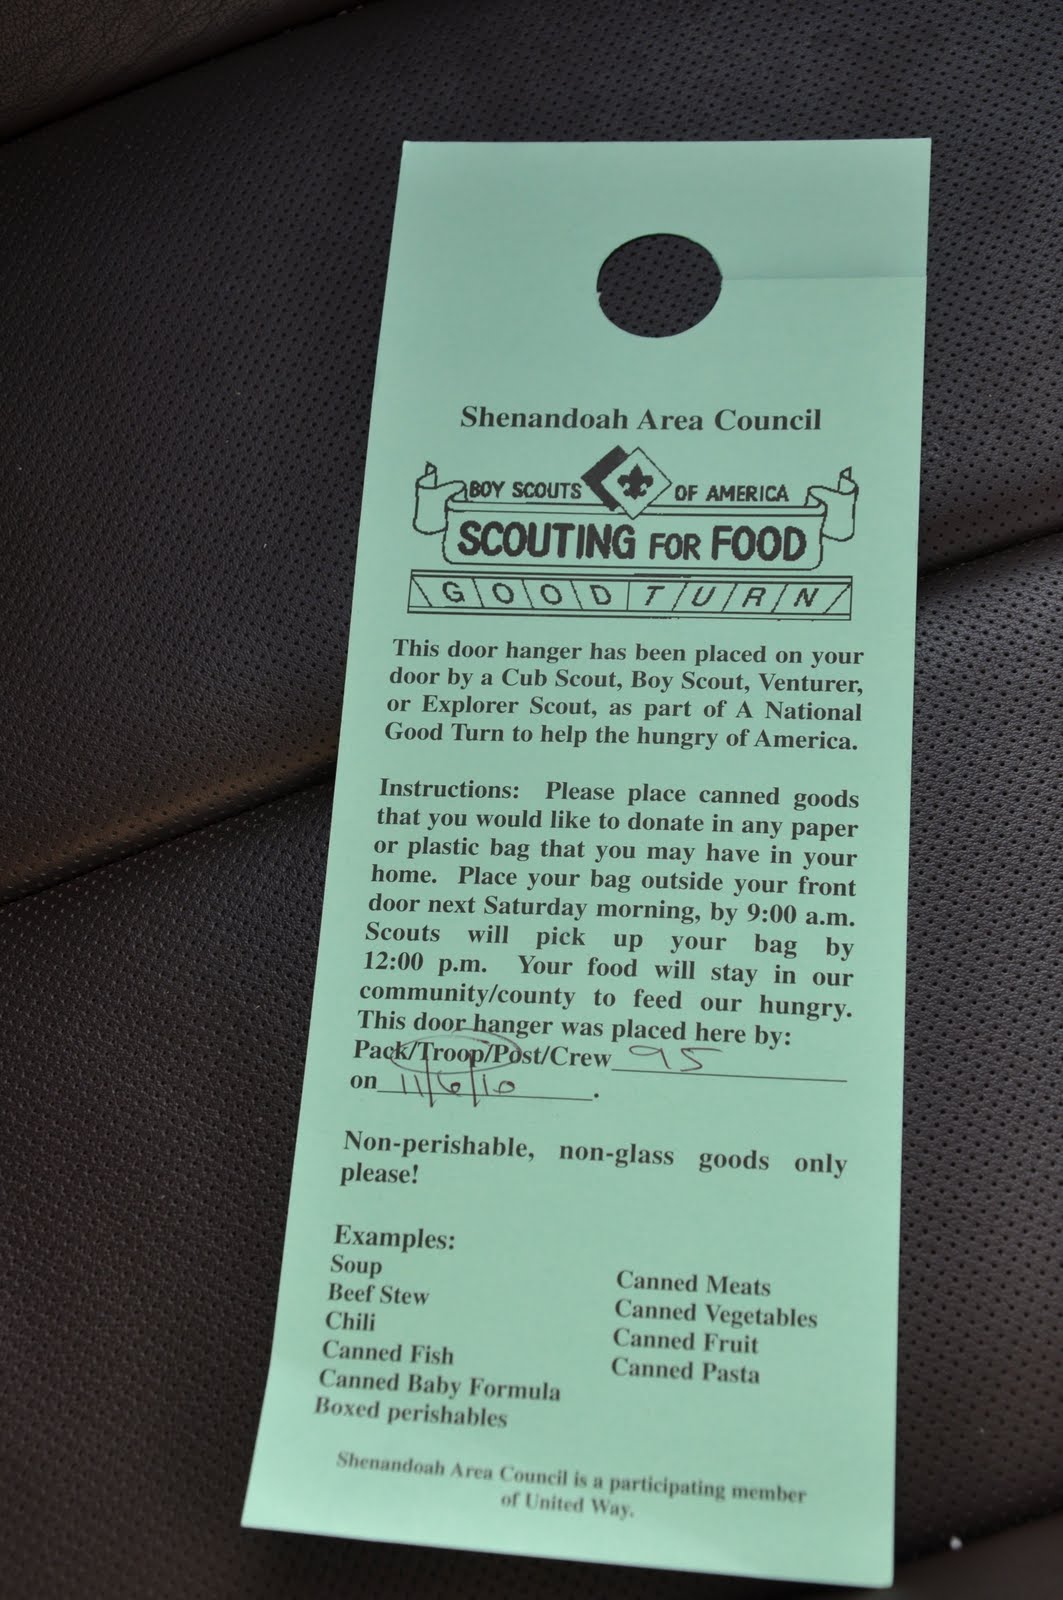 Shenandoah Area Council
BOY SCOUTS OF AMERICA
SCOUTING FOR FOOD
GOOD TURN
This door hanger has been placed on your
door by a Cub Scout, Boy Scout, Venturer,
or Explorer Scout, as part of A National
Good Turn to help the hungry of America.
Instructions: Please place canned goods
that you would like to donate in any paper
or plastic bag that you may have in your
home. Place your bag outside your front
door next Saturday morning, by 9:00 a.m.
Scouts will pick up your bag by
12:00 p.m. Your food will stay in our
community/county to feed our hungry.
This door hanger was placed here by:
Pack/Troop/Post/Crew 95
on 11/6/10.
Non-perishable, non-glass goods only
please!
Examples:
Soup
Beef Stew
Chili
Canned Fish
Canned Baby Formula
Boxed perishables
Canned Meats
Canned Vegetables
Canned Fruit
Canned Pasta
Shenandoah Area Council is a participating member
of United Way.